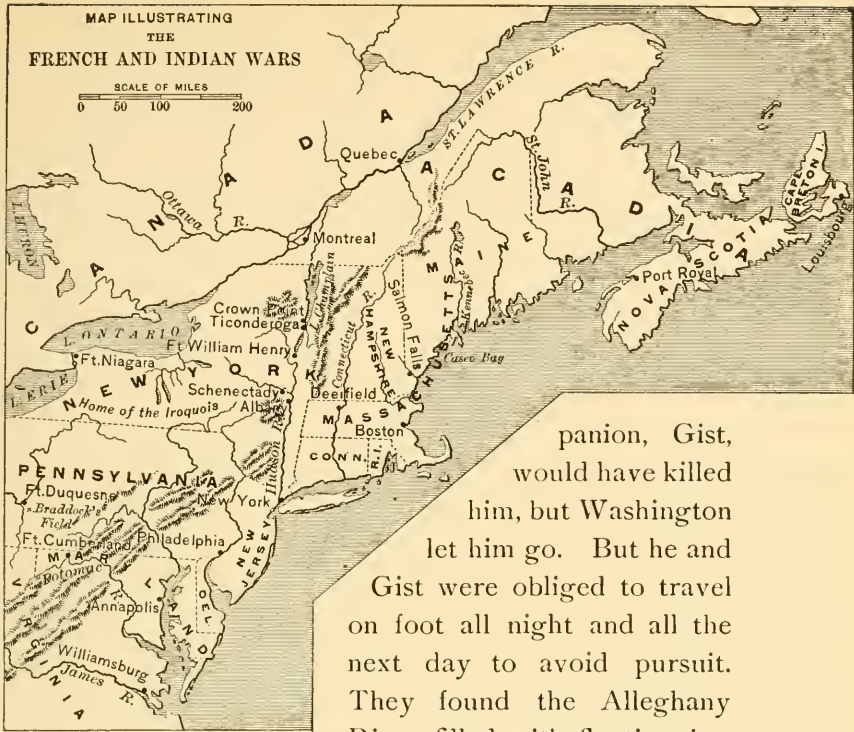 MAP ILLUSTRATING
THE
FRENCH AND INDIAN WARS
SCALE OF MILES
0 50 100 200
ST. LAWRENCE R.
CANADA
ACADIA
Quebec
St. John
R.
CAPE
BRETON I.
Louisbourg
L. HURON
Ottawa
R.
Montreal
MAINE
NOVA SCOTIA
Port Royal
Kennebec R.
L. Champlain
Crown Point
Ticonderoga
Salmon Falls
L. ONTARIO
Ft. William Henry
Connecticut R.
NEW
HAMPSHIRE
Casco Bay
Ft. Niagara
L. ERIE
NEW YORK
Schenectady
Deerfield
Home of the Iroquois
Albany
MASSACHUSETTS
Boston
Hudson
CONN.
R.I.
PENNSYLVANIA
Ft. Duquesne
New York
Braddock's
Field
Ft. Cumberland
Philadelphia
NEW
JERSEY
MARYLAND
Potomac
R.
DEL.
Annapolis
VIRGINIA
Williamsburg
James R.
panion, Gist,
would have killed
him, but Washington
let him go. But he and
Gist were obliged to travel
on foot all night and all the
next day to avoid pursuit.
They found the Alleghany